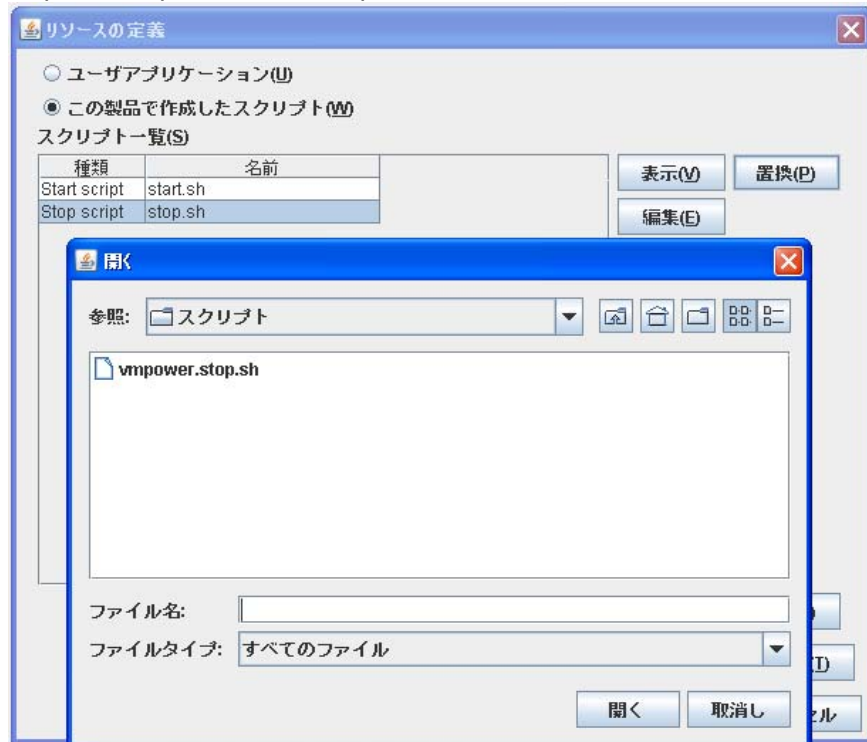 リソースの定義
ユーザアプリケーション(U)
この製品で作成したスクリプト(W)
スクリプト一覧(S)
種類 名前
Start script start.sh
Stop script stop.sh
表示(V) 置換(P)
編集(E)
開く
参照: スクリプト
vmpower.stop.sh
ファイル名:
ファイルタイプ: すべてのファイル
(T)
開く 取消し
セル